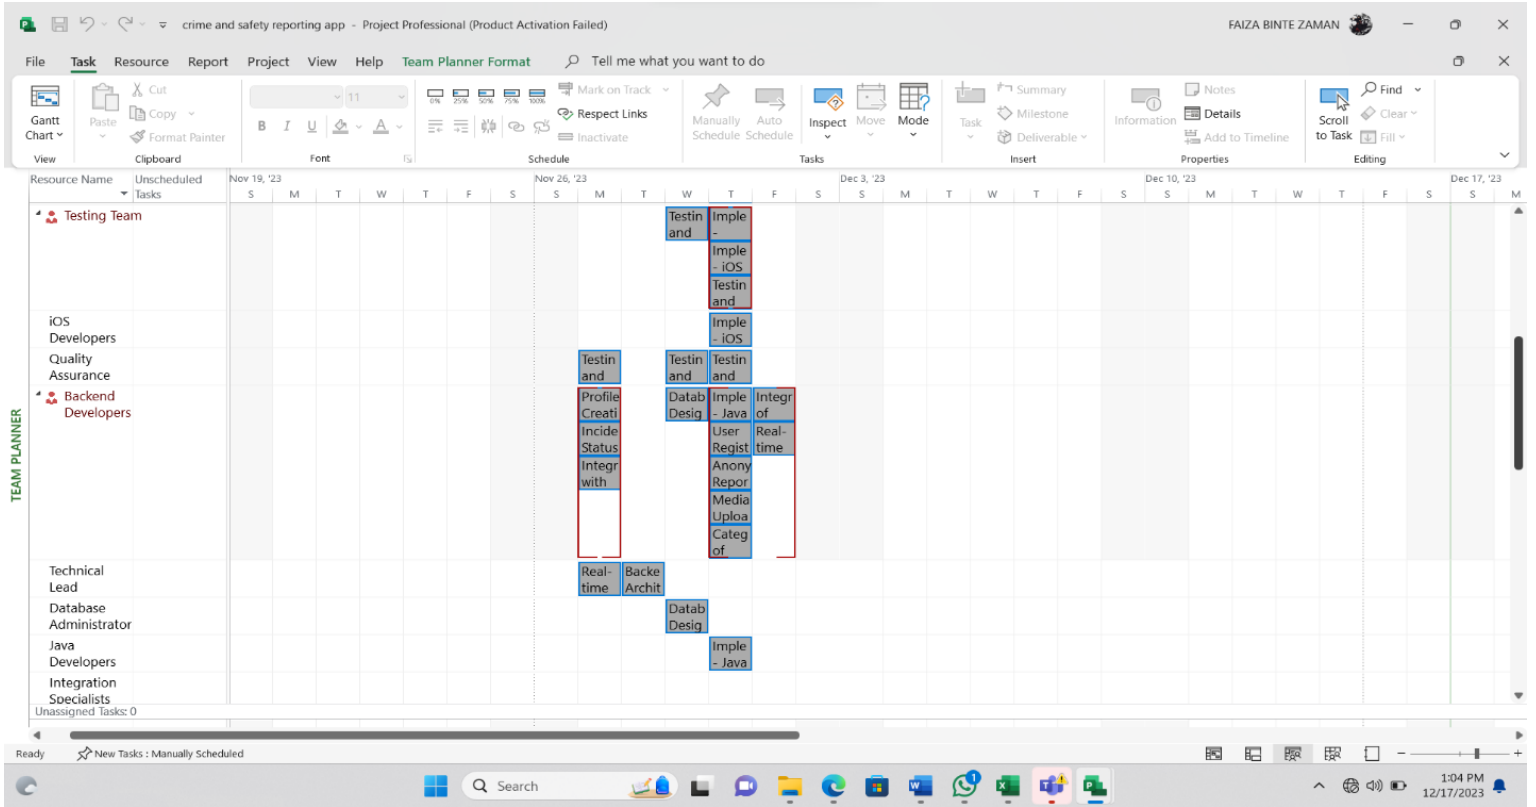 crime and safety reporting app - Project Professional (Product Activation Failed)
FAIZA BINTE ZAMAN
File Task Resource Report Project View Help Team Planner Format Tell me what you want to do
Gantt
Chart
View
Paste
Cut
Copy
Format Painter
Clipboard
11
B I U A
Font
0% 25% 50% 75% 100%
Mark on Track
Respect Links
Inactivate
Schedule
Manually
Schedule
Auto
Schedule
Inspect
Move
Mode
Tasks
Task
Summary
Milestone
Deliverable
Insert
Information
Notes
Details
Add to Timeline
Properties
Scroll
to Task
Find
Clear
Fill
Editing
Resource Name
Unscheduled
Tasks
Nov 19, '23 Nov 26, '23 Dec 3, '23 Dec 10, '23 Dec 17, '23
S M T W T F S S M T W T F S S M T W T F S S M T W T F S S M
TEAM PLANNER
Testing Team
Testin
and
Imple
-
Imple
- iOS
Testin
and
iOS
Developers
Imple
- iOS
Quality
Assurance
Testin
and
Testin
and
Testin
and
Backend
Developers
Profile
Creati
Incide
Status
Integr
with
Datab
Desig
Imple
- Java
User
Regist
Anony
Repor
Media
Uploa
Categ
of
Integr
of
Real-
time
Technical
Lead
Real-
time
Backe
Archit
Database
Administrator
Datab
Desig
Java
Developers
Imple
- Java
Integration
Specialists
Unassigned Tasks: 0
Ready New Tasks : Manually Scheduled
Search
1
1:04 PM
12/17/2023